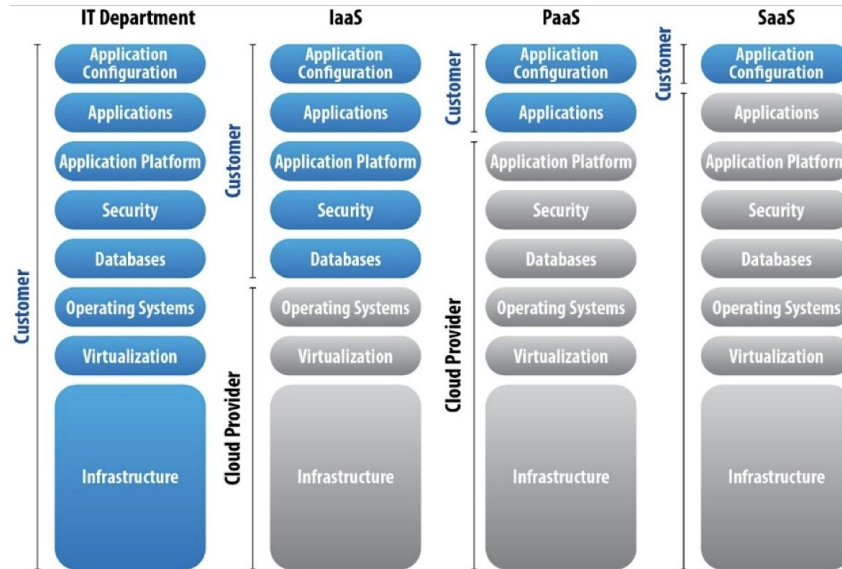 IT Department
Customer
Application
Configuration
Applications
Application Platform
Security
Databases
Operating Systems
Virtualization
Infrastructure
IaaS
Customer
Cloud Provider
Application
Configuration
Applications
Application Platform
Security
Databases
Operating Systems
Virtualization
Infrastructure
PaaS
Customer
Cloud Provider
Application
Configuration
Applications
Application Platform
Security
Databases
Operating Systems
Virtualization
Infrastructure
SaaS
Customer
Application
Configuration
Applications
Application Platform
Security
Databases
Operating Systems
Virtualization
Infrastructure